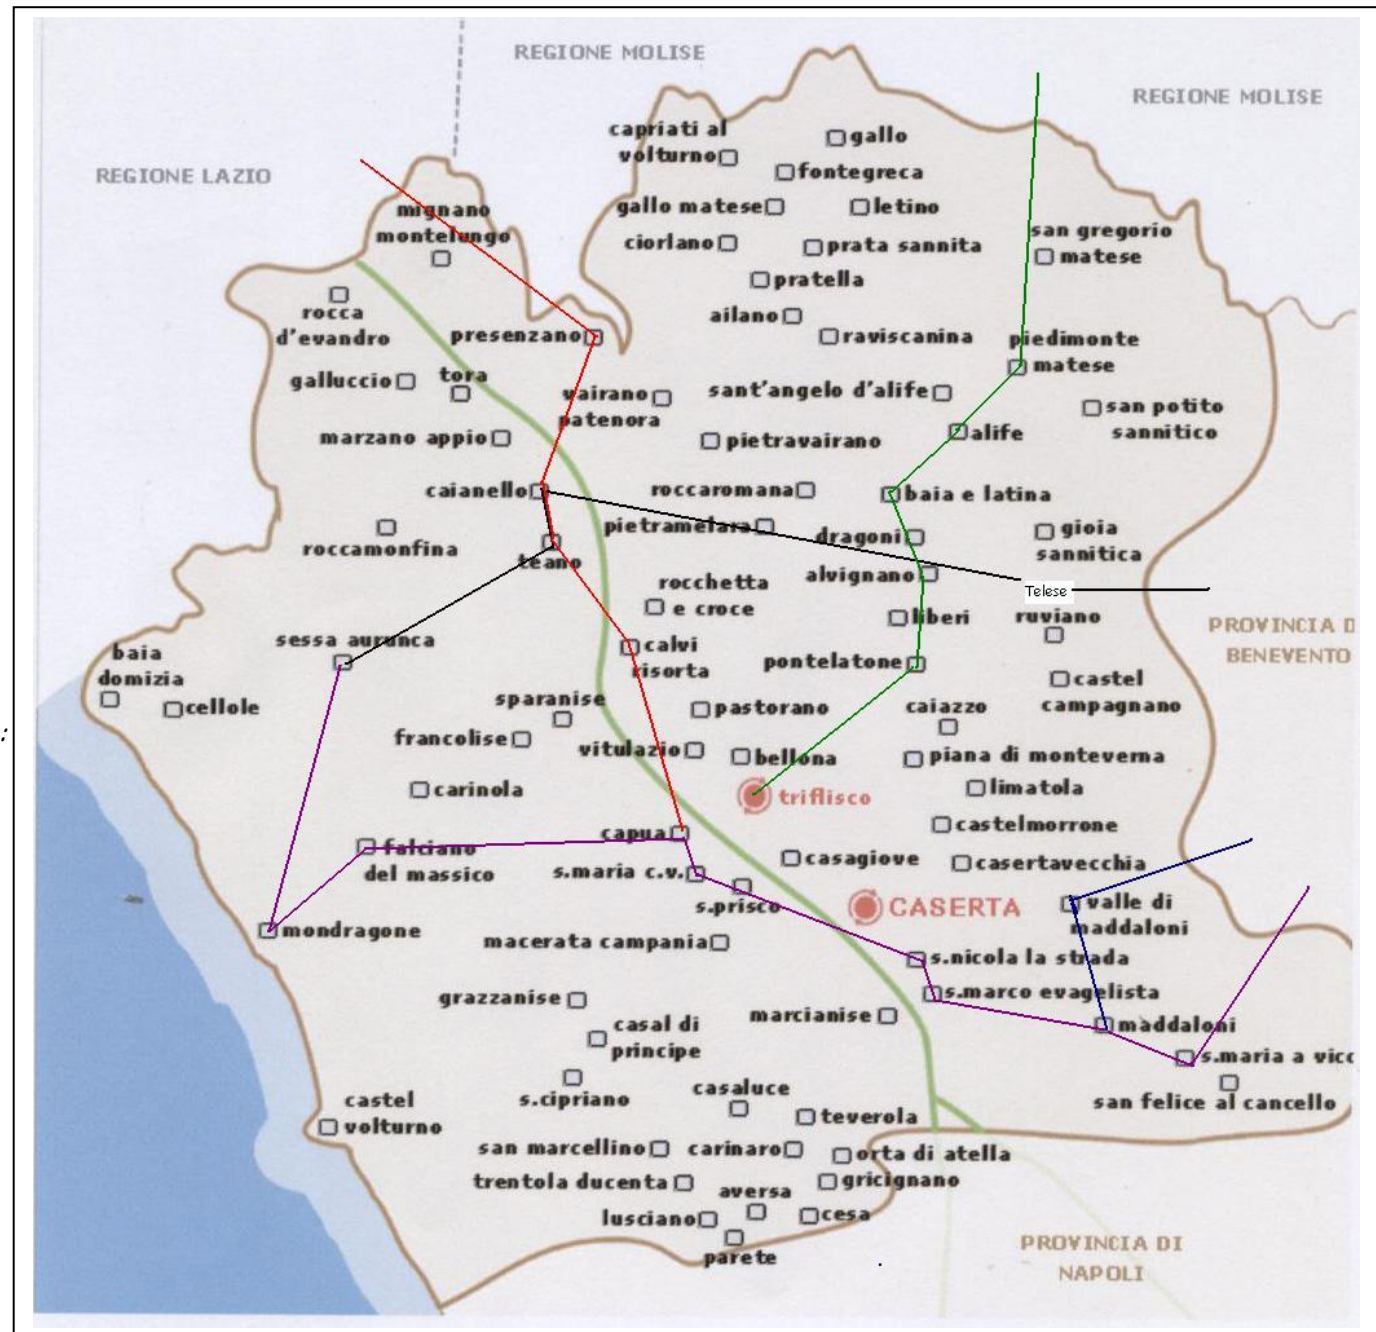 REGIONE MOLISE
REGIONE MOLISE
REGIONE LAZIO
capriati al
volturno
gallo
fontegreca
mignano
montelungo
gallo matese
letino
ciorlano
prata sannita
san gregorio
matese
pratella
rocca
d'evandro
ailano
presenzano
raviscanina
piedimonte
matese
galluccio
tora
vairano
patenora
sant'angelo d'alife
san potito
sannitico
marzano appio
pietravairano
alife
caianello
roccaromana
baia e latina
roccamonfina
pietramelara
dragoni
gioia
sannitica
teano
rocchetta
e croce
alvignano
Telese
sessa aurunca
liberi
ruviano
PROVINCIA D
BENEVENTO
baia
domizia
calvi
risorta
pontelatone
castel
campagnano
cellole
sparanise
pastorano
caiazzo
francolise
vitulazio
bellona
piana di monteverna
;
carinola
triflisco
limatola
capua
castelmorrone
falciano
del massico
s.maria c.v.
casagiove
casertavecchia
s.prisco
CASERTA
valle di
maddaloni
mondragone
macerata campania
s.nicola la strada
grazzanise
s.marco evagelista
casal di
principe
marcianise
maddaloni
s.maria a vicc
s.cipriano
casaluce
san felice al cancello
castel
volturno
teverola
san marcellino
carinaro
orta di atella
trentola ducenta
aversa
gricignano
lusciano
cesa
parete
PROVINCIA DI
NAPOLI